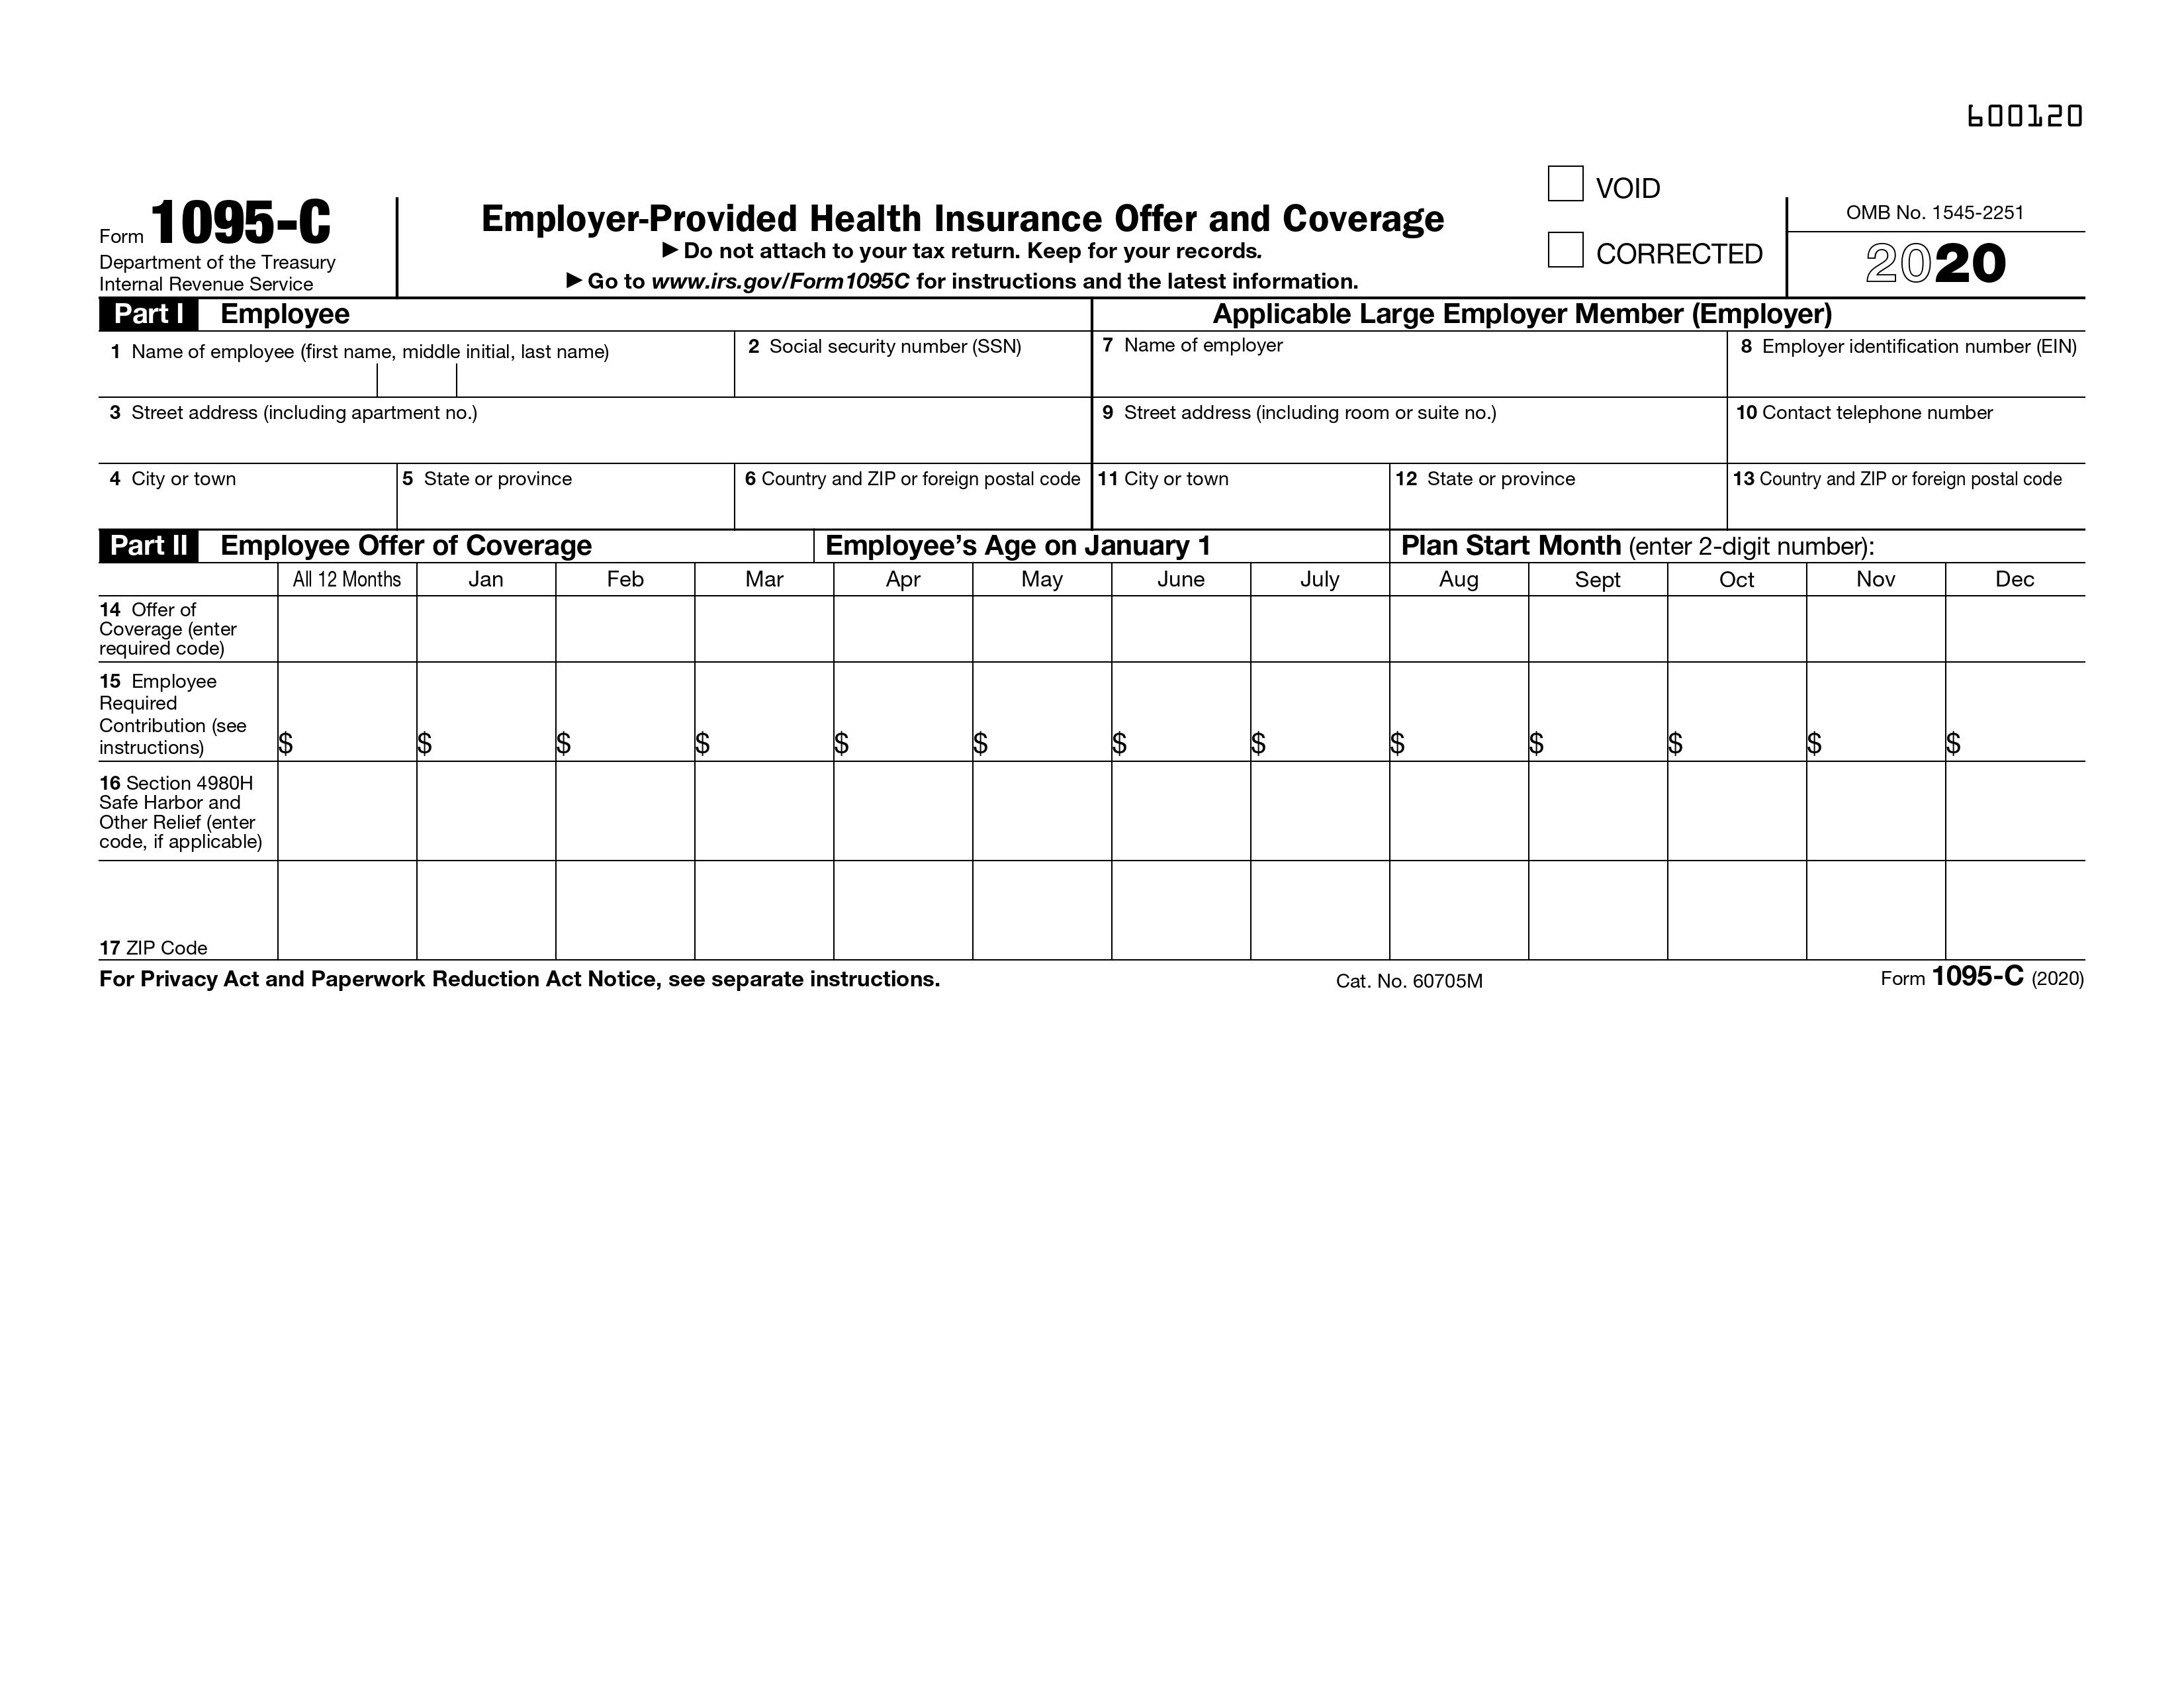 600120
VOID
CORRECTED
Form 1095-C
Department of the Treasury
Internal Revenue Service
Employer-Provided Health Insurance Offer and Coverage
▶ Do not attach to your tax return. Keep for your records.
▶ Go to www.irs.gov/Form1095C for instructions and the latest information.
OMB No. 1545-2251
2020
Part I Employee
Applicable Large Employer Member (Employer)
1 Name of employee (first name, middle initial, last name)
2 Social security number (SSN)
7 Name of employer
8 Employer identification number (EIN)
3 Street address (including apartment no.)
9 Street address (including room or suite no.)
10 Contact telephone number
4 City or town
5 State or province
6 Country and ZIP or foreign postal code
11 City or town
12 State or province
13 Country and ZIP or foreign postal code
Part II Employee Offer of Coverage
Employee’s Age on January 1
Plan Start Month (enter 2-digit number):
All 12 Months Jan Feb Mar Apr May June July Aug Sept Oct Nov Dec
14 Offer of
Coverage (enter
required code)
15 Employee
Required
Contribution (see
instructions)
$ $ $ $ $ $ $ $ $ $ $ $ $
16 Section 4980H
Safe Harbor and
Other Relief (enter
code, if applicable)
17 ZIP Code
For Privacy Act and Paperwork Reduction Act Notice, see separate instructions.
Cat. No. 60705M
Form 1095-C (2020)